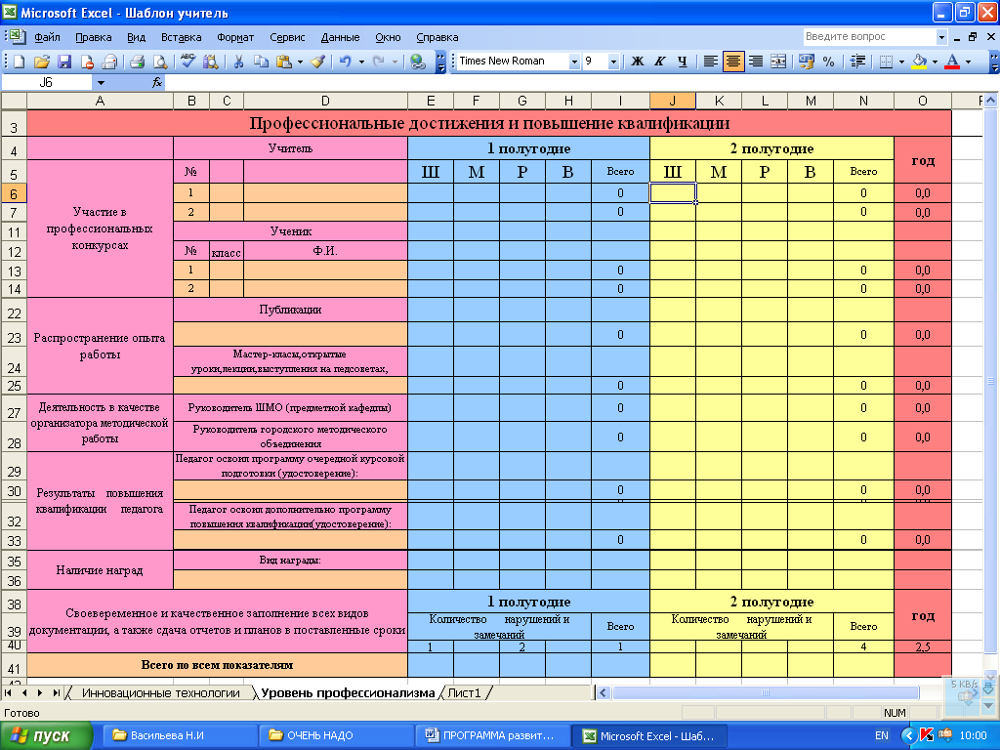 Microsoft Excel - Шаблон учитель
Файл Правка Вид Вставка Формат Сервис Данные Окно Справка Введите вопрос
Times New Roman 9 Ж К Ч %
J6 fx
A B C D E F G H I J K L M N O
3 Профессиональные достижения и повышение квалификации
4 Учитель 1 полугодие 2 полугодие год
5 № Ш М Р В Всего Ш М Р В Всего
6 1 0 0 0,0
7 Участие в профессиональных конкурсах 2 0 0 0,0
11 Ученик
12 № класс Ф.И.
13 1 0 0 0,0
14 2 0 0 0,0
22 Публикации
23 Распространение опыта работы 0 0 0,0
24 Мастер-класы,открытые
уроки,лекции,выступления на педсоветах,
25 0 0 0,0
27 Деятельность в качестве организатора методической работы Руководитель ШМО (предметной кафедпы) 0 0 0,0
28 Руководитель городского методического
объединения 0 0 0,0
29 Педагог освоил программу очередной курсовой
подготовки (удостоверение):
30 Результаты повышения квалификации педагога 0 0 0,0
32 Педагог освоил дополнительно программу
повышения квалификации(удостоверение):
33 0 0 0,0
35 Наличие наград Вид награды:
36
38 Своевременное и качественное заполнение всех видов 1 полугодие 2 полугодие год
39 документации, а также сдача отчетов и планов в поставленные сроки Количество нарушений и замечаний Всего Количество нарушений и замечаний Всего
40 1 2 1 4 2,5
41 Всего по всем показателям
Инновационные технологии Уровень профессионализма Лист1
5 KB/s
Готово NUM
пуск Васильева Н.И ОЧЕНЬ НАДО ПРОГРАММА развит... Microsoft Excel - Шаб... EN 10:00